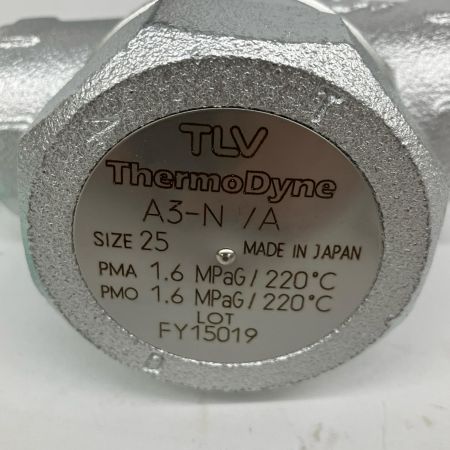 TLV
ThermoDyne
A3-N /A
SIZE 25 MADE IN JAPAN
PMA 1.6 MPaG/220°C
PMO 1.6 MPaG/220°C
LOT
FY15019